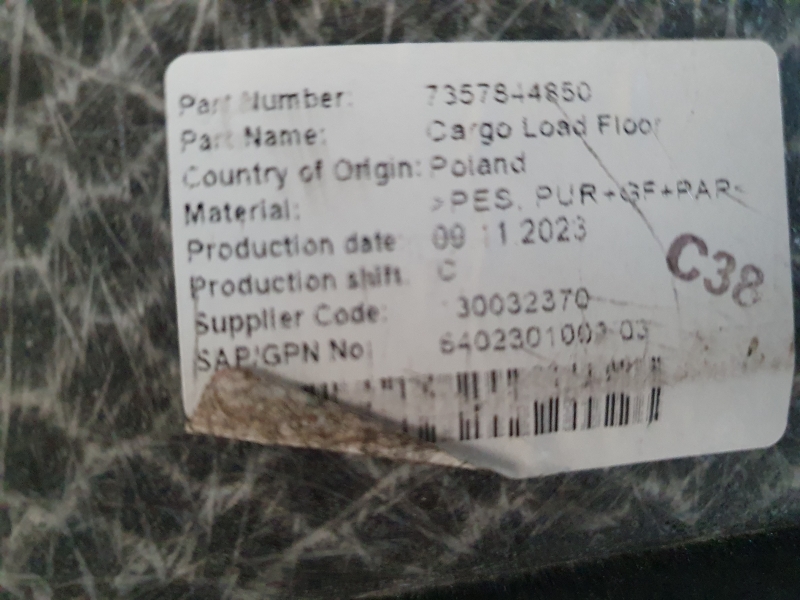 Part Number: 7357844850
Part Name: Cargo Load Floor
Country of Origin: Poland
Material: >PES, PUR+GF+PAR<
Production date: 09.11.2023
Production shift: C
Supplier Code: 30032370
SAP/GPN No:
C38